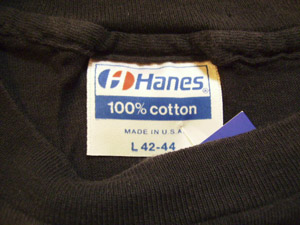 Hanes®
100% cotton
MADE IN U.S.A.
L 42-44